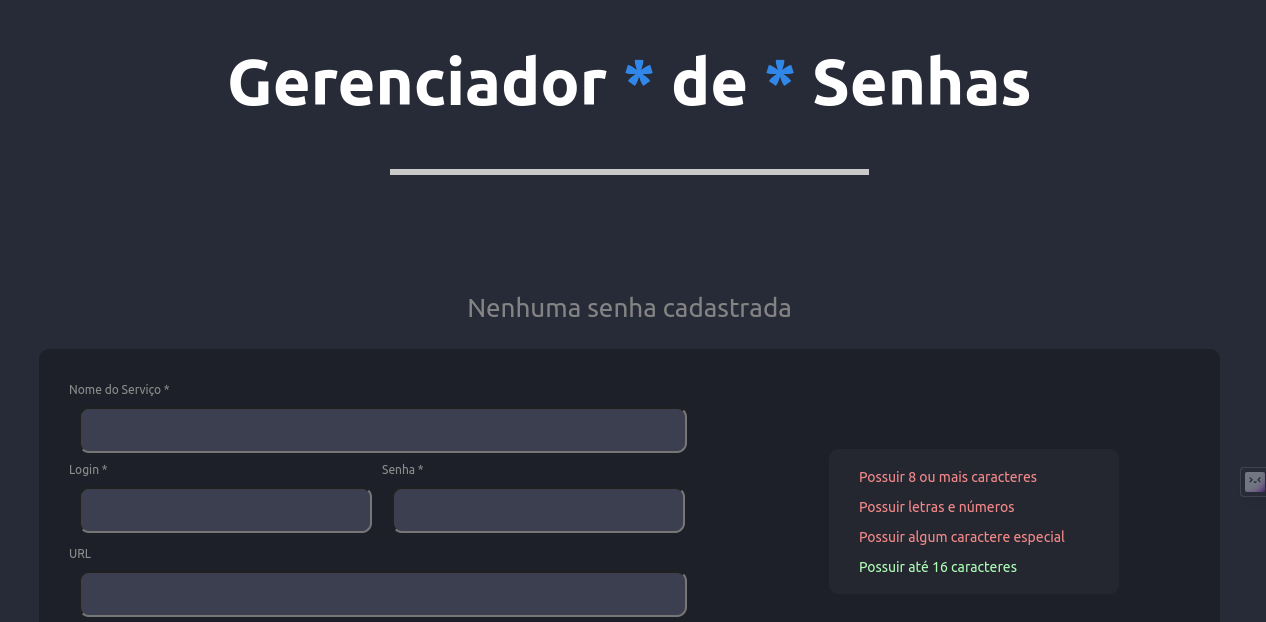 Gerenciador * de * Senhas
Nenhuma senha cadastrada
Nome do Serviço *
Login *
Senha *
URL
Possuir 8 ou mais caracteres
Possuir letras e números
Possuir algum caractere especial
Possuir até 16 caracteres